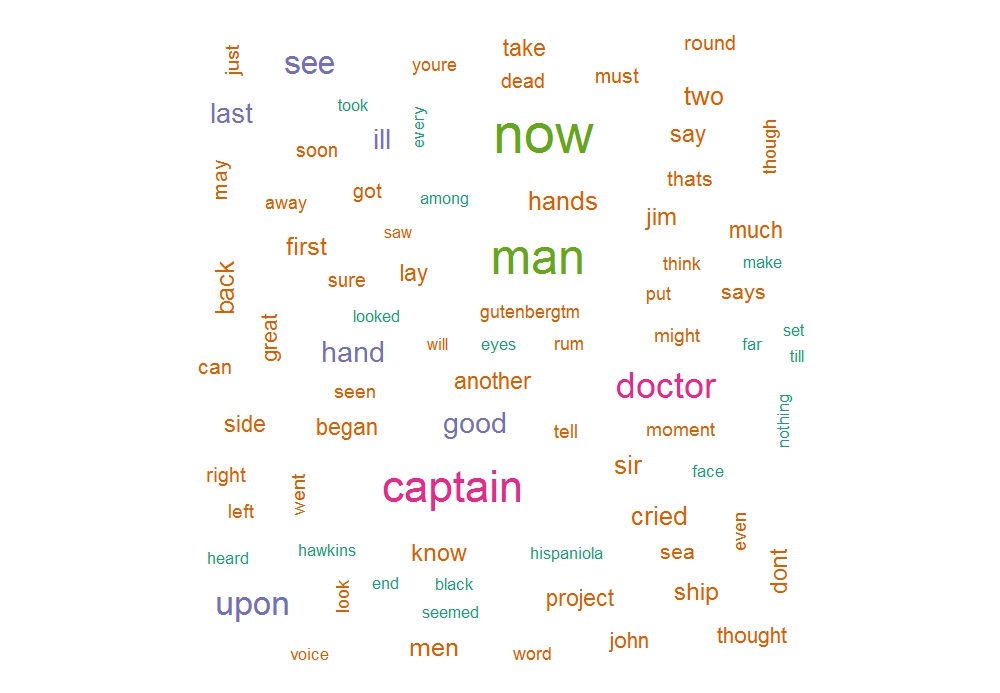 just
see
youre
take
round
dead
must
last
took
every
ill
now
two
say
though
soon
may
away
got
among
hands
thats
jim
much
saw
first
man
think
make
back
sure
lay
put
says
looked
gutenbergtm
great
hand
will
eyes
rum
might
far
set
till
can
seen
another
doctor
nothing
side
began
good
tell
moment
right
went
left
captain
sir
face
cried
even
heard
hawkins
know
hispaniola
sea
dont
upon
look
end
black
seemed
project
ship
voice
men
word
john
thought